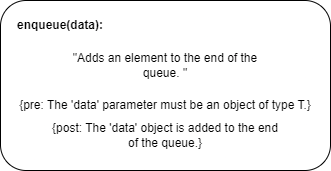 enqueue(data):
"Adds an element to the end of the
queue. "
{pre: The 'data' parameter must be an object of type T.}
{post: The 'data' object is added to the end
of the queue.}